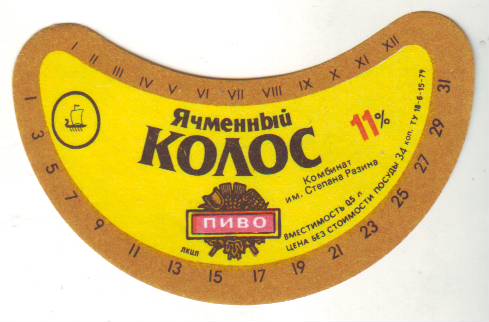 I II III IV V VI VII VIII IX X XI XII
Ячменный
КОЛОС
11%
ПИВО
Комбинат
им. Степана Разина
ВМЕСТИМОСТЬ 0,5 л
ЦЕНА БЕЗ СТОИМОСТИ ПОСУДЫ 34 коп. ТУ 18-6-15-79
ЛКЦЛ
1 3 5 7 9 11 13 15 17 19 21 23 25 27 29 31